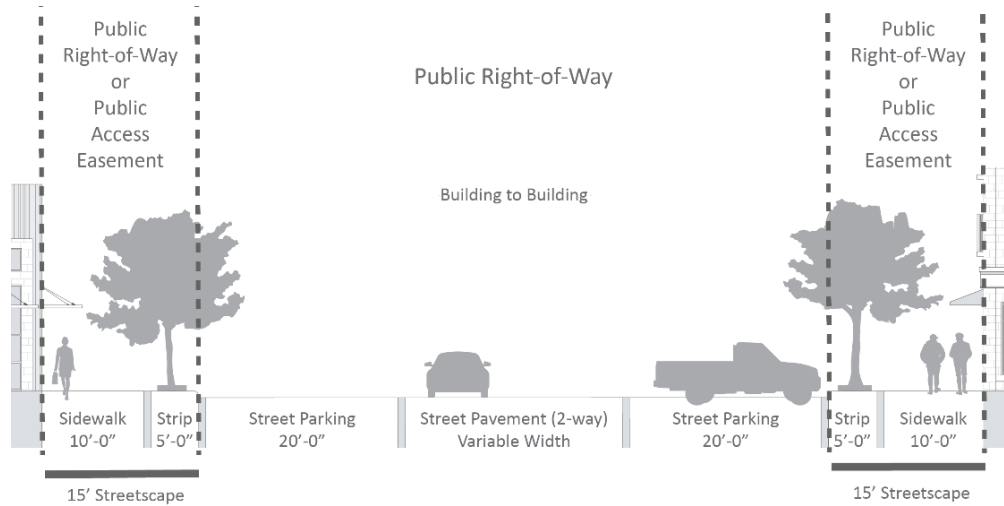 Public
Right-of-Way
or
Public
Access
Easement
Public Right-of-Way
Building to Building
Public
Right-of-Way
or
Public
Access
Easement
Sidewalk
10’-0”
Strip
5’-0”
Street Parking
20’-0”
Street Pavement (2-way)
Variable Width
Street Parking
20’-0”
Strip
5’-0”
Sidewalk
10’-0”
15’ Streetscape
15’ Streetscape